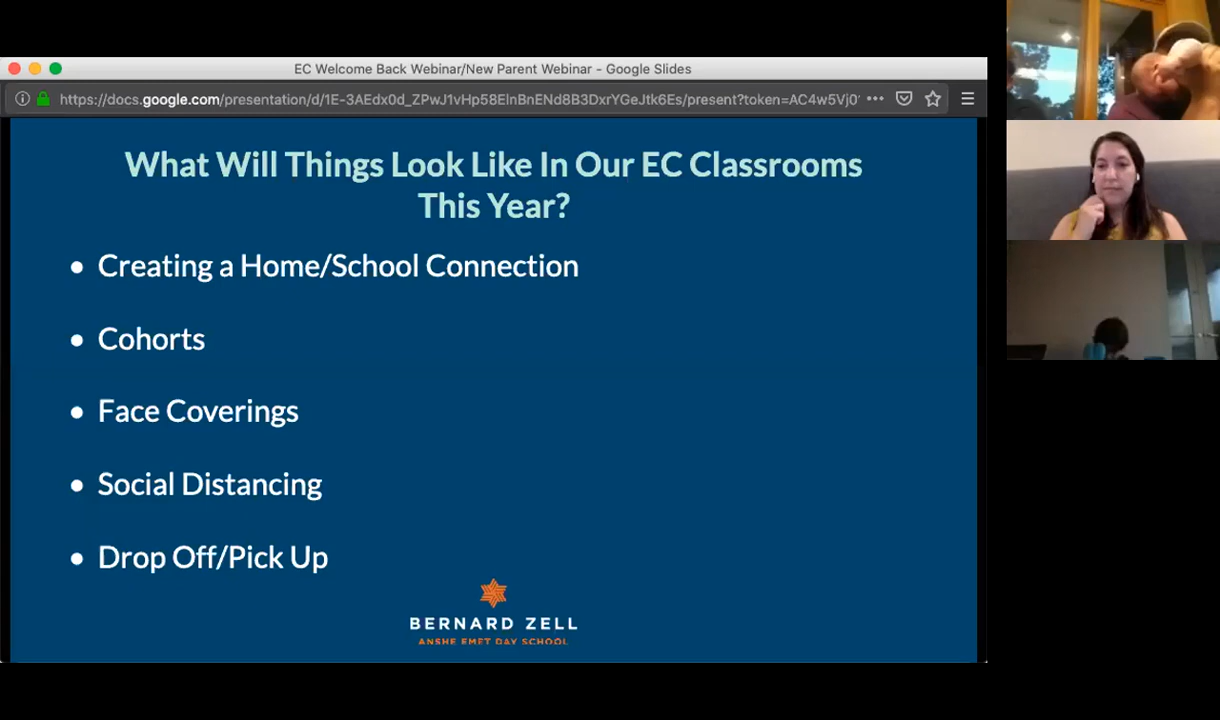 EC Welcome Back Webinar/New Parent Webinar - Google Slides
https://docs.google.com/presentation/d/1E-3AEdx0d_ZPwJ1vHp58ElnBnENd8B3DxrYGeJtk6Es/present?token=AC4w5Vj0
What Will Things Look Like In Our EC Classrooms
This Year?
• Creating a Home/School Connection
• Cohorts
• Face Coverings
• Social Distancing
• Drop Off/Pick Up
BERNARD ZELL
ANSHE EMET DAY SCHOOL